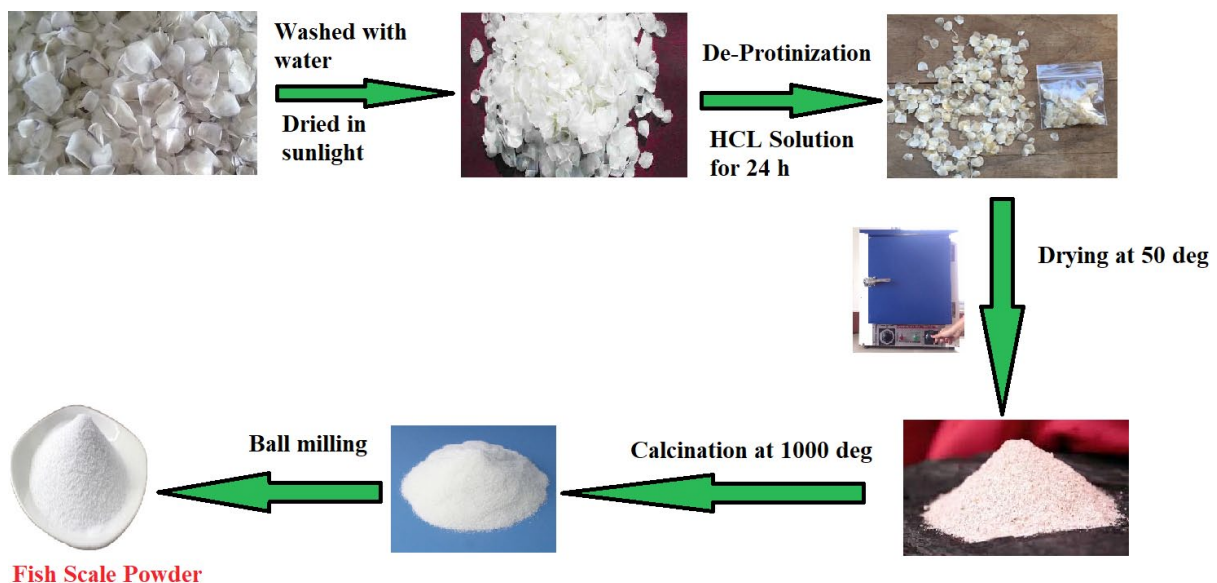 Washed with
water
Dried in
sunlight
De-Protinization
HCL Solution
for 24 h
Drying at 50 deg
Calcination at 1000 deg
Ball milling
Fish Scale Powder